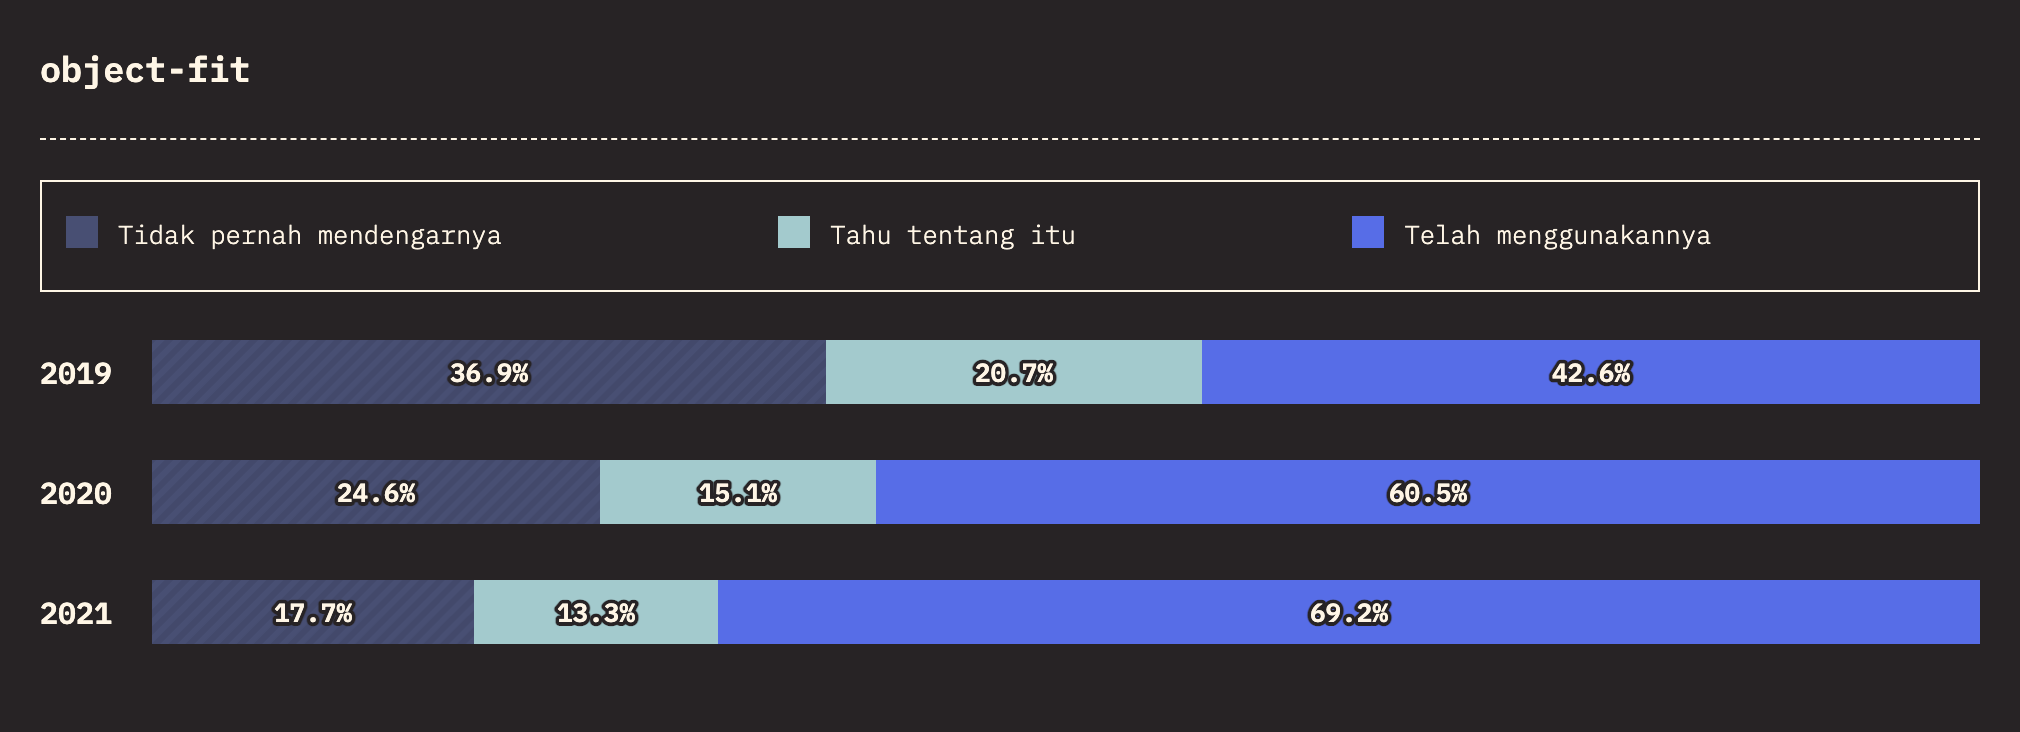 object-fit
Tidak pernah mendengarnya Tahu tentang itu Telah menggunakannya
2019 36.9% 20.7% 42.6%
2020 24.6% 15.1% 60.5%
2021 17.7% 13.3% 69.2%